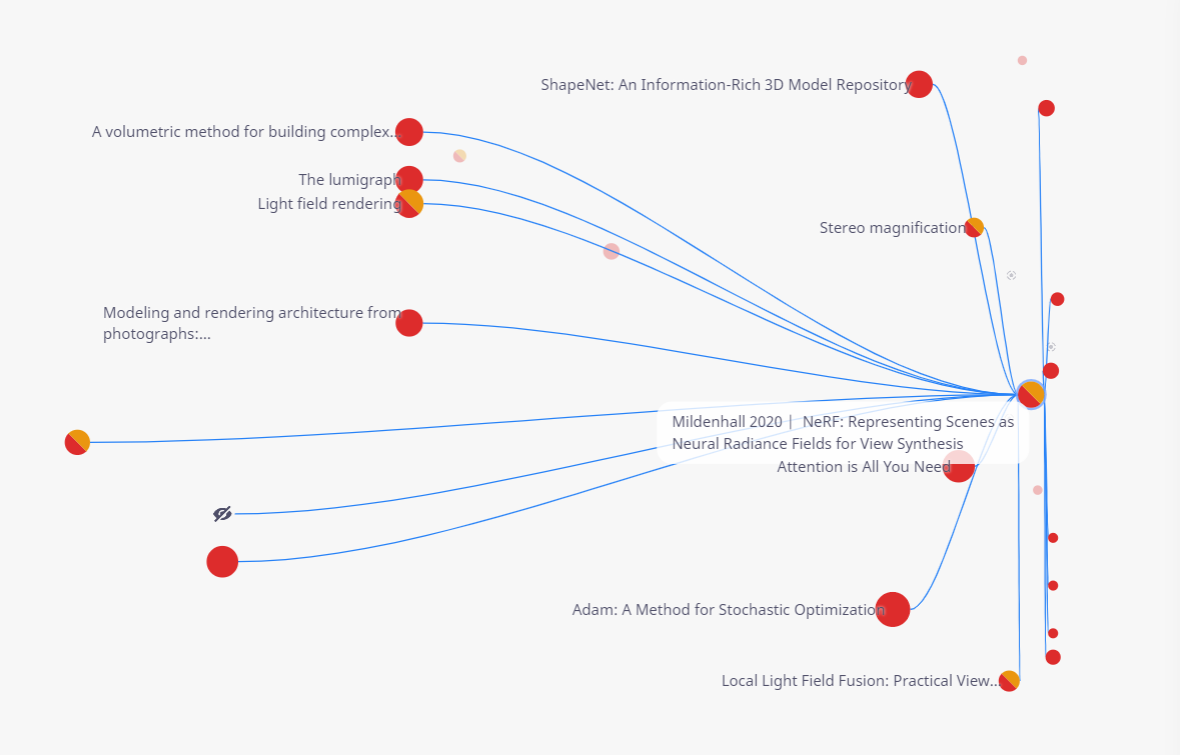 ShapeNet: An Information-Rich 3D Model Repository
A volumetric method for building complex...
The lumigraph
Light field rendering
Stereo magnification
Modeling and rendering architecture from
photographs:...
Mildenhall 2020 | NeRF: Representing Scenes as
Neural Radiance Fields for View Synthesis
Attention is All You Need
Adam: A Method for Stochastic Optimization
Local Light Field Fusion: Practical View...